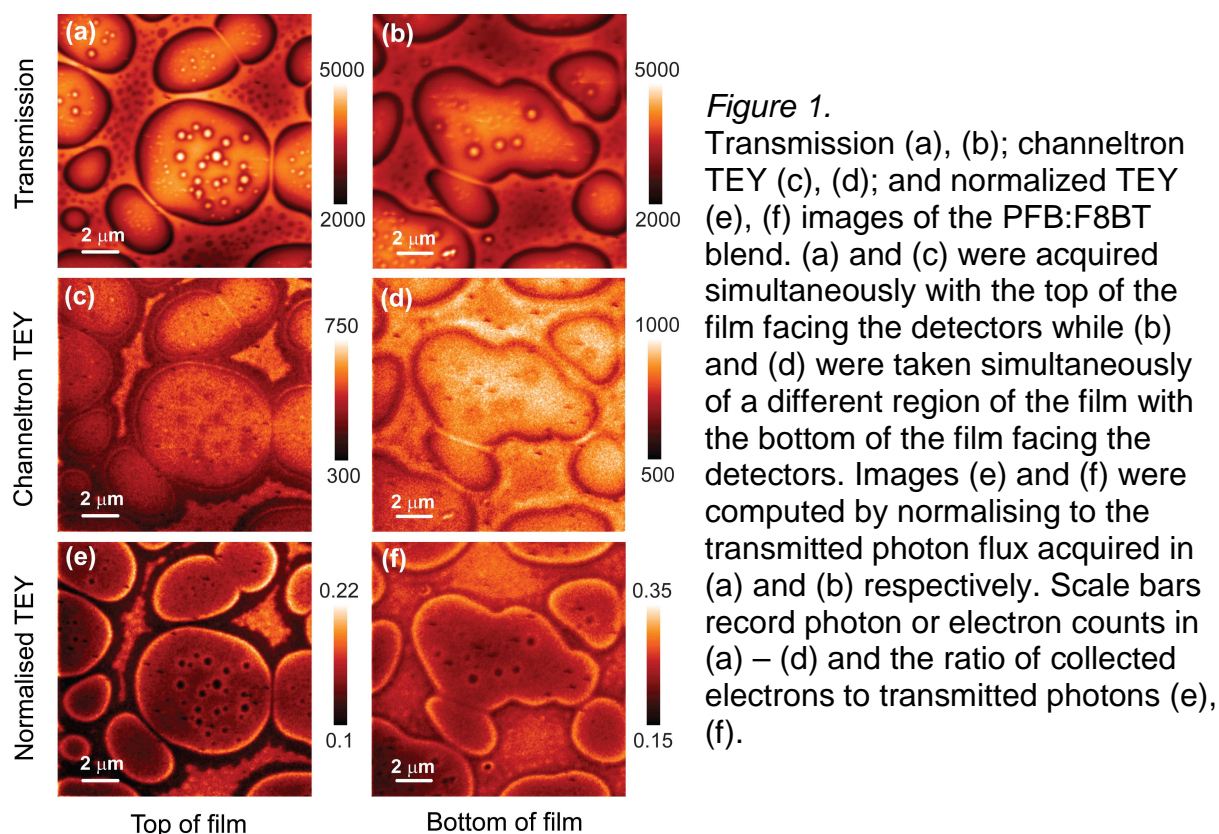 Transmission
(a)
2 μm
5000
2000
(b)
2 μm
5000
2000
Channeltron TEY
(c)
2 μm
750
300
(d)
2 μm
1000
500
Normalised TEY
(e)
2 μm
0.22
0.1
(f)
2 μm
0.35
0.15
Top of film
Bottom of film
Figure 1.
Transmission (a), (b); channeltron
TEY (c), (d); and normalized TEY
(e), (f) images of the PFB:F8BT
blend. (a) and (c) were acquired
simultaneously with the top of the
film facing the detectors while (b)
and (d) were taken simultaneously
of a different region of the film with
the bottom of the film facing the
detectors. Images (e) and (f) were
computed by normalising to the
transmitted photon flux acquired in
(a) and (b) respectively. Scale bars
record photon or electron counts in
(a) – (d) and the ratio of collected
electrons to transmitted photons (e),
(f).